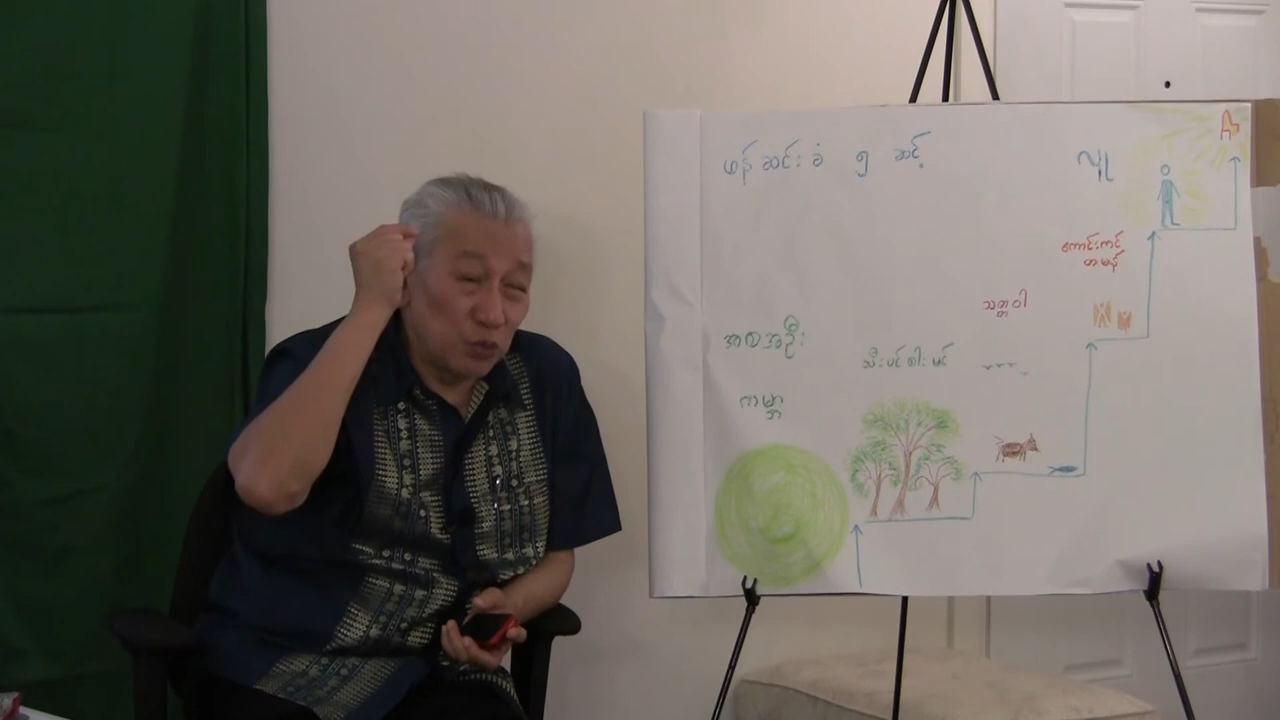 ဖန်ဆင်းခံ ၅ ဆင့်
လူ
ကောင်းကင်
တမန်
သတ္တဝါ
အစအဦး
သီးပင်စါးပင်
ကမ္ဘာ